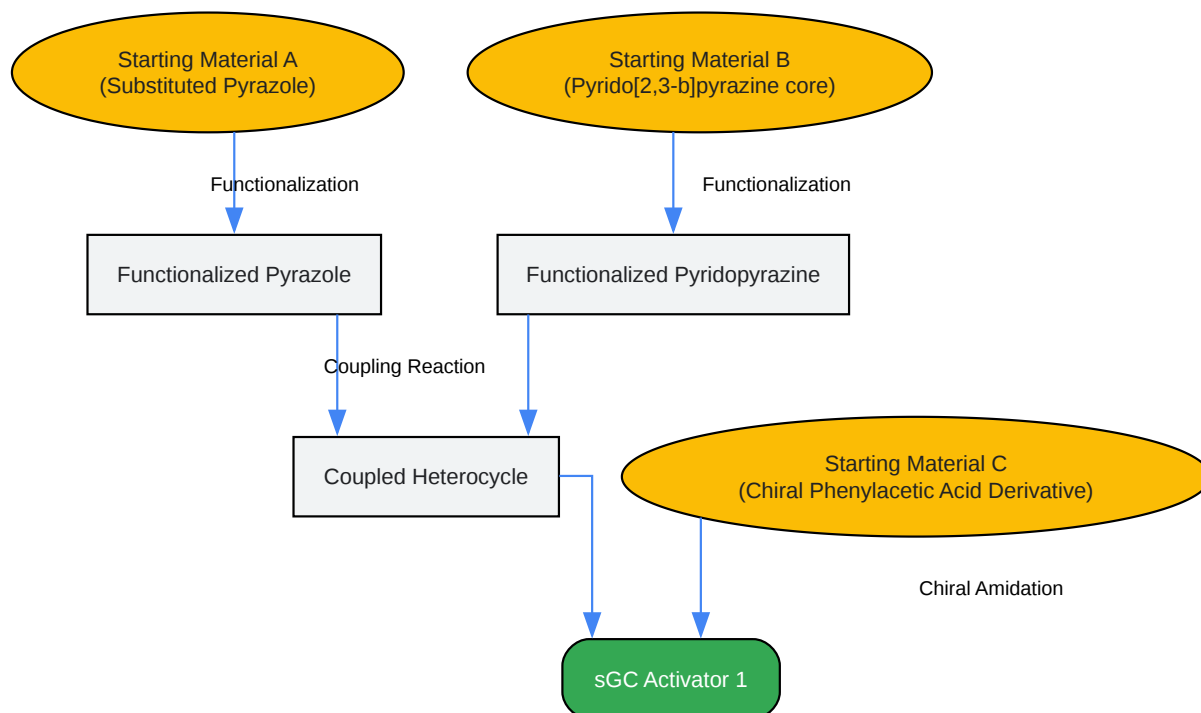 Starting Material A
(Substituted Pyrazole)
Starting Material B
(Pyrido[2,3-b]pyrazine core)
Functionalization
Functionalization
Functionalized Pyrazole
Functionalized Pyridopyrazine
Coupling Reaction
Coupled Heterocycle
Starting Material C
(Chiral Phenylacetic Acid Derivative)
Chiral Amidation
sGC Activator 1